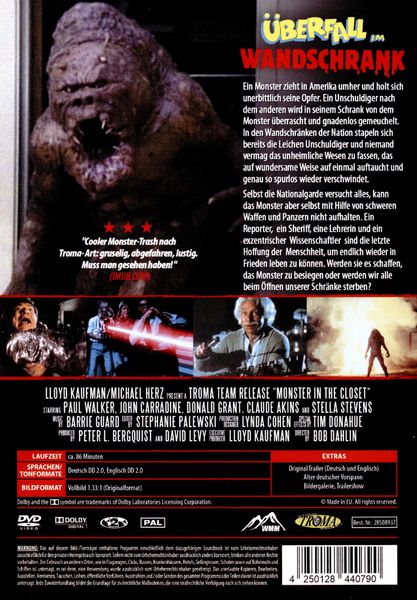 ÜBERFALL IM
WANDSCHRANK
Ein Monster zieht in Amerika umher und holt sich
unerbittlich seine Opfer. Ein Unschuldiger nach
dem anderen wird in seinem Schrank von dem
Monster überrascht und gnadenlos gemeuchelt.
In den Wandschränken der Nation stapeln sich
bereits die Leichen Unschuldiger und niemand
vermag das unheimliche Wesen zu fassen, das
auf wundersame Weise auf einmal auftaucht und
genau so spurlos wieder verschwindet.
Selbst die Nationalgarde versucht alles, kann
das Monster aber selbst mit Hilfe von schweren
Waffen und Panzern nicht aufhalten. Ein
Reporter, ein Sheriff, eine Lehrerin und ein
exzentrischer Wissenschaftler sind die letzte
Hoffung der Menschheit, um endlich wieder in
Frieden leben zu können. Werden sie es schaffen,
das Monster zu besiegen oder werden wir alle
beim Öffnen unserer Schränke sterben?
"Cooler Monster-Trash nach
Troma-Art: gruselig, abgefahren, lustig.
Muss man gesehen haben!"
LLOYD KAUFMAN/MICHAEL HERZ PRESENT A TROMA TEAM RELEASE "MONSTER IN THE CLOSET"
STARRING PAUL WALKER, JOHN CARRADINE, DONALD GRANT, CLAUDE AKINS AND STELLA STEVENS
MUSIC BY BARRIE GUARD EDITED BY STEPHANIE PALEWSKI PRODUCTION DESIGNER LYNDA COHEN SPECIAL EFFECTS BY TIM DONAHUE
PRODUCED BY PETER L. BERGQUIST AND DAVID LEVY EXECUTIVE PRODUCER LLOYD KAUFMAN DIRECTED BY BOB DAHLIN
LAUFZEIT ca. 86 Minuten
SPRACHEN/TONFORMATE Deutsch DD 2.0, Englisch DD 2.0
BILDFORMAT Vollbild 1.33:1 (Originalformat)
EXTRAS
Original Trailer (Deutsch und Englisch)
Alter deutscher Vorspann
Bildergalerie, Trailershow
Dolby and the DD symbol are trademarks of Dolby Laboratories Licensing Corporation.
© Made in EU. All rights reserved.
DVD VIDEO
DOLBY DIGITAL
2
PAL
WMM
TROMA
Best. Nr.: 28508937
4 250128 440790